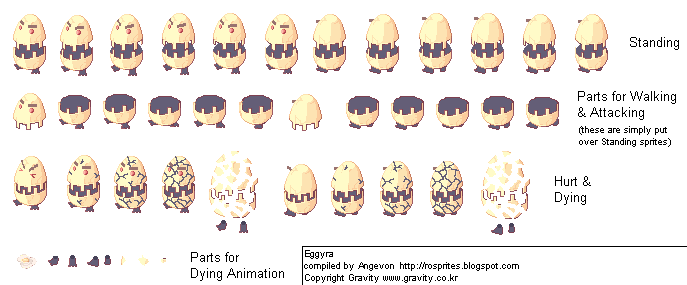 Standing
Parts for Walking
& Attacking
(these are simply put
over Standing sprites)
Hurt &
Dying
Parts for
Dying Animation
Eggyra
compiled by Angevon http://rosprites.blogspot.com
Copyright Gravity www.gravity.co.kr